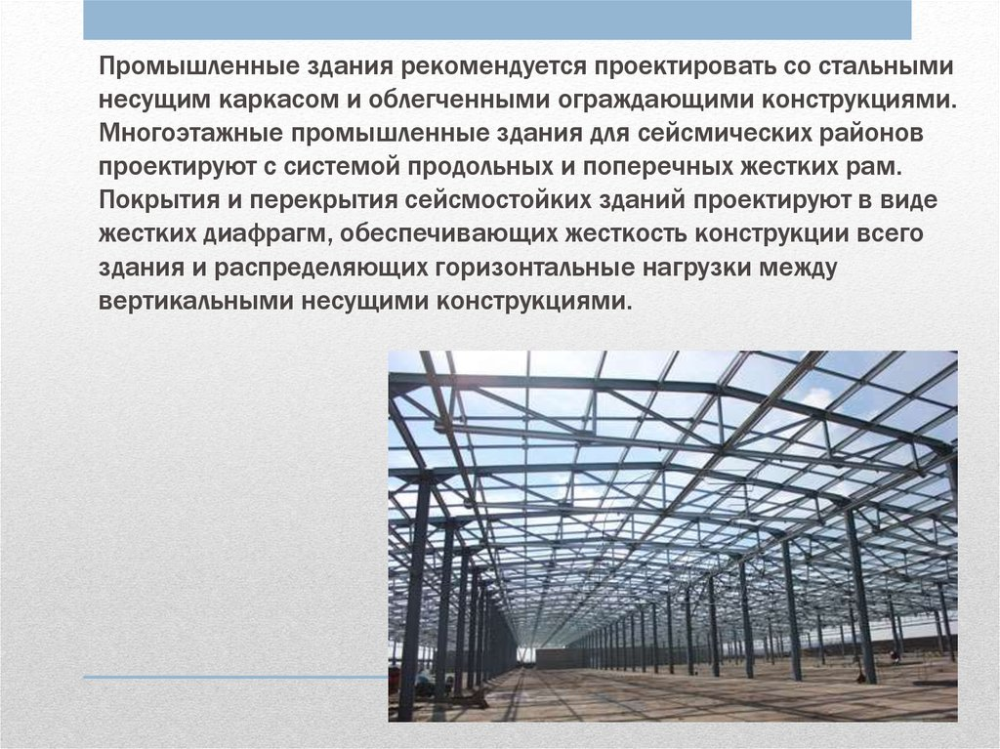 Промышленные здания рекомендуется проектировать со стальными
несущим каркасом и облегченными ограждающими конструкциями.
Многоэтажные промышленные здания для сейсмических районов
проектируют с системой продольных и поперечных жестких рам.
Покрытия и перекрытия сейсмостойких зданий проектируют в виде
жестких диафрагм, обеспечивающих жесткость конструкции всего
здания и распределяющих горизонтальные нагрузки между
вертикальными несущими конструкциями.